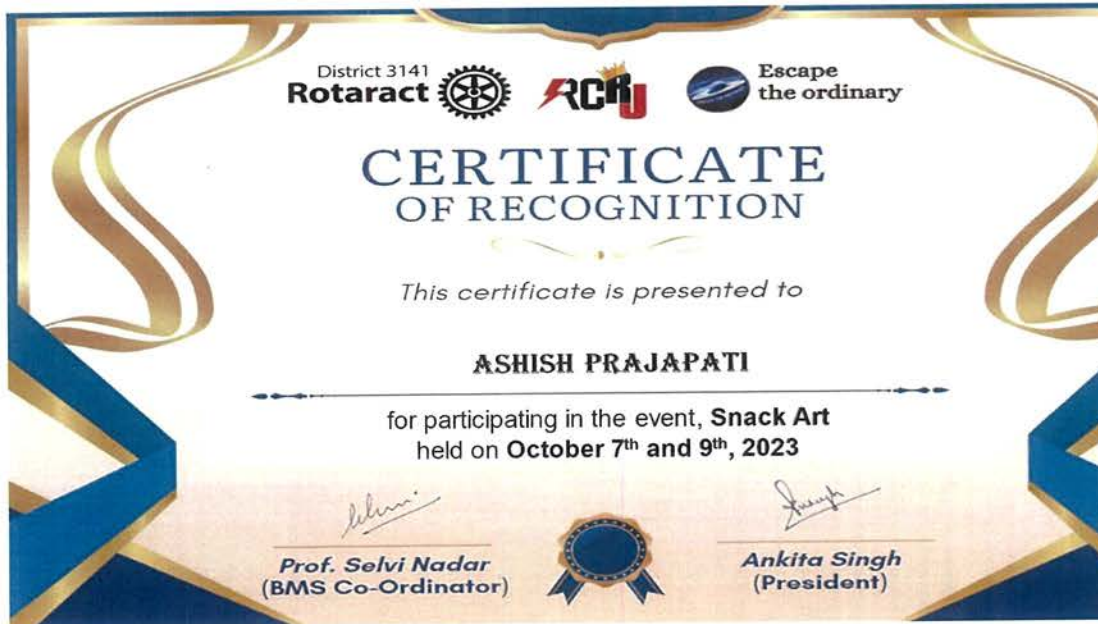 District 3141
Rotaract
RCRJ
Escape
the ordinary
CERTIFICATE
OF RECOGNITION
This certificate is presented to
ASHISH PRAJAPATI
for participating in the event, Snack Art
held on October 7th and 9th, 2023
Prof. Selvi Nadar
(BMS Co-Ordinator)
Ankita Singh
(President)